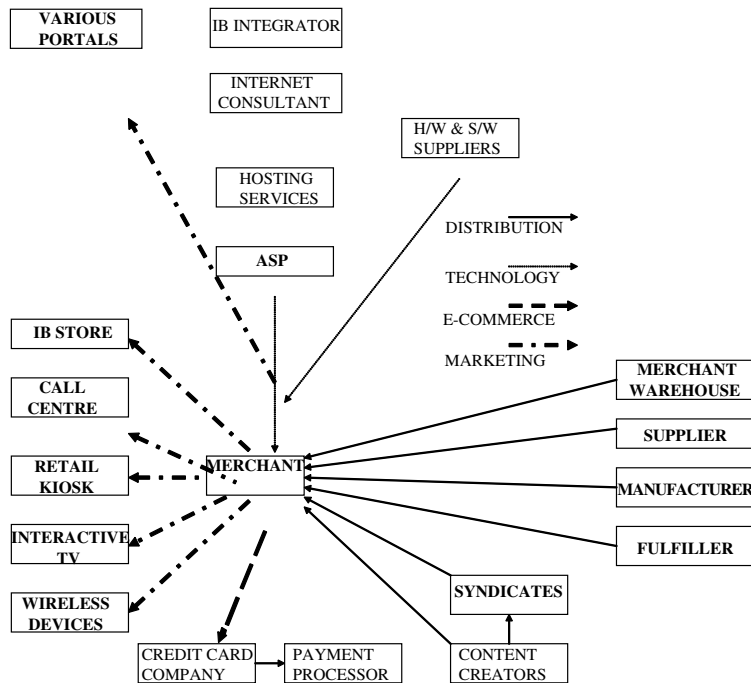 VARIOUS
PORTALS
IB INTEGRATOR
INTERNET
CONSULTANT
H/W & S/W
SUPPLIERS
HOSTING
SERVICES
ASP
DISTRIBUTION
TECHNOLOGY
E-COMMERCE
MARKETING
IB STORE
CALL
CENTRE
RETAIL
KIOSK
INTERACTIVE
TV
WIRELESS
DEVICES
MERCHANT
MERCHANT
WAREHOUSE
SUPPLIER
MANUFACTURER
FULFILLER
SYNDICATES
CREDIT CARD
COMPANY
PAYMENT
PROCESSOR
CONTENT
CREATORS